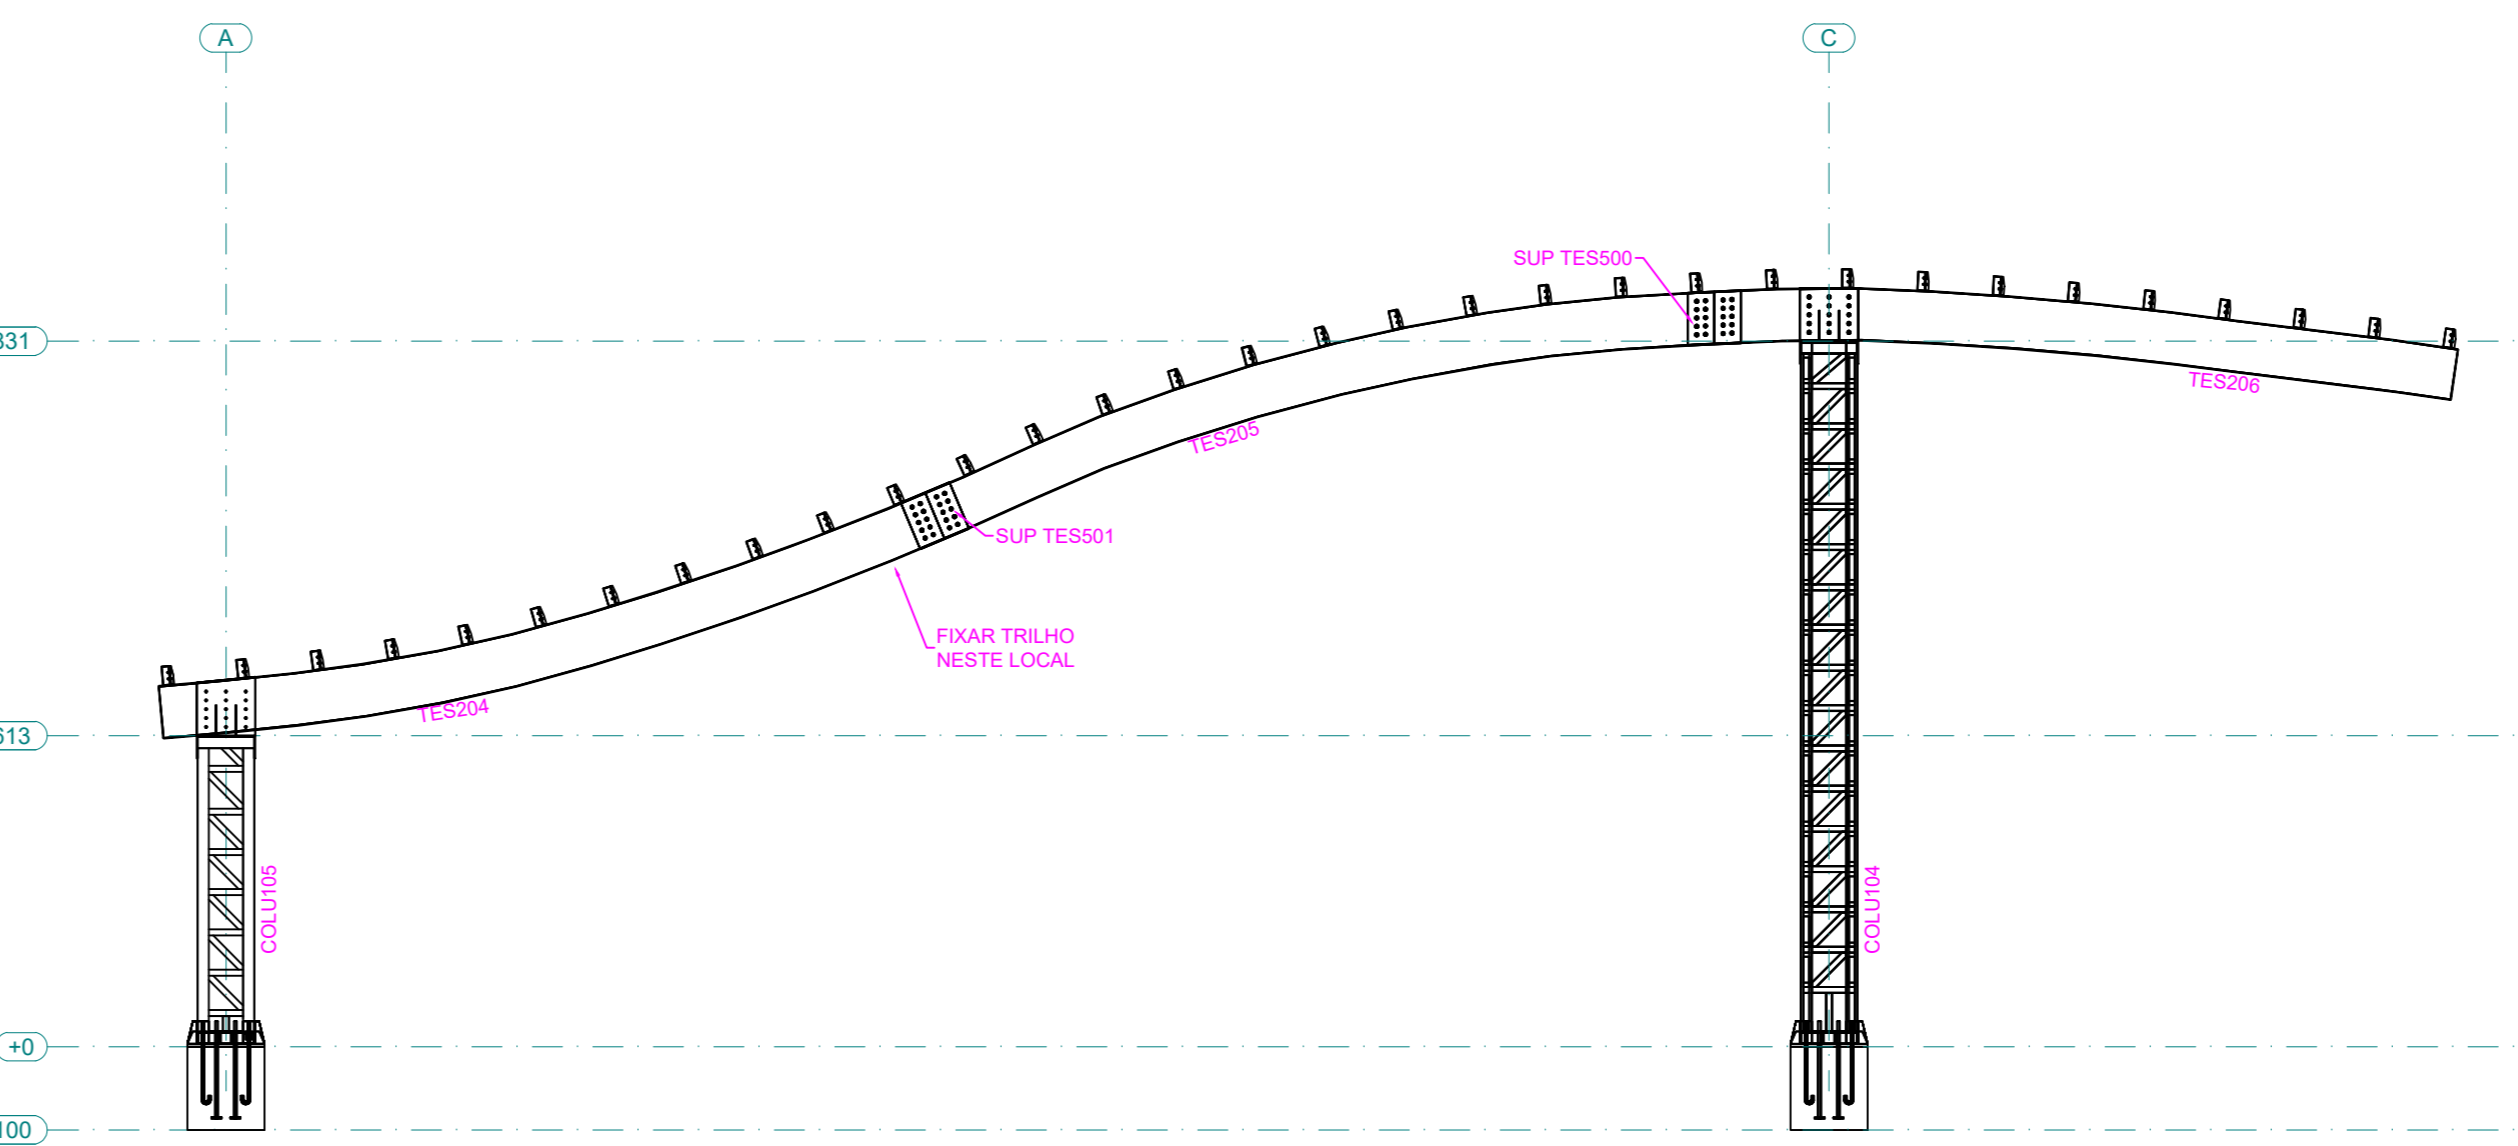 A
C
SUP TES500
331
TES206
TES205
SUP TES501
FIXAR TRILHO
NESTE LOCAL
TES204
613
COLU105
COLU104
+0
100